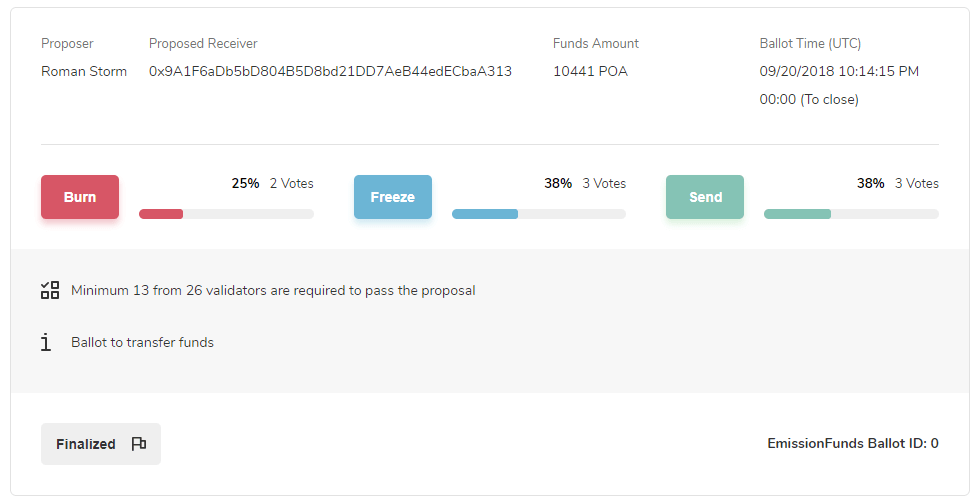 Proposer Proposed Receiver Funds Amount Ballot Time (UTC)
Roman Storm 0x9A1F6aDb5bD804B5D8bd21DD7AeB44edECbaA313 10441 POA 09/20/2018 10:14:15 PM
00:00 (To close)
Burn 25% 2 Votes Freeze 38% 3 Votes Send 38% 3 Votes
Minimum 13 from 26 validators are required to pass the proposal
Ballot to transfer funds
Finalized EmissionFunds Ballot ID: 0